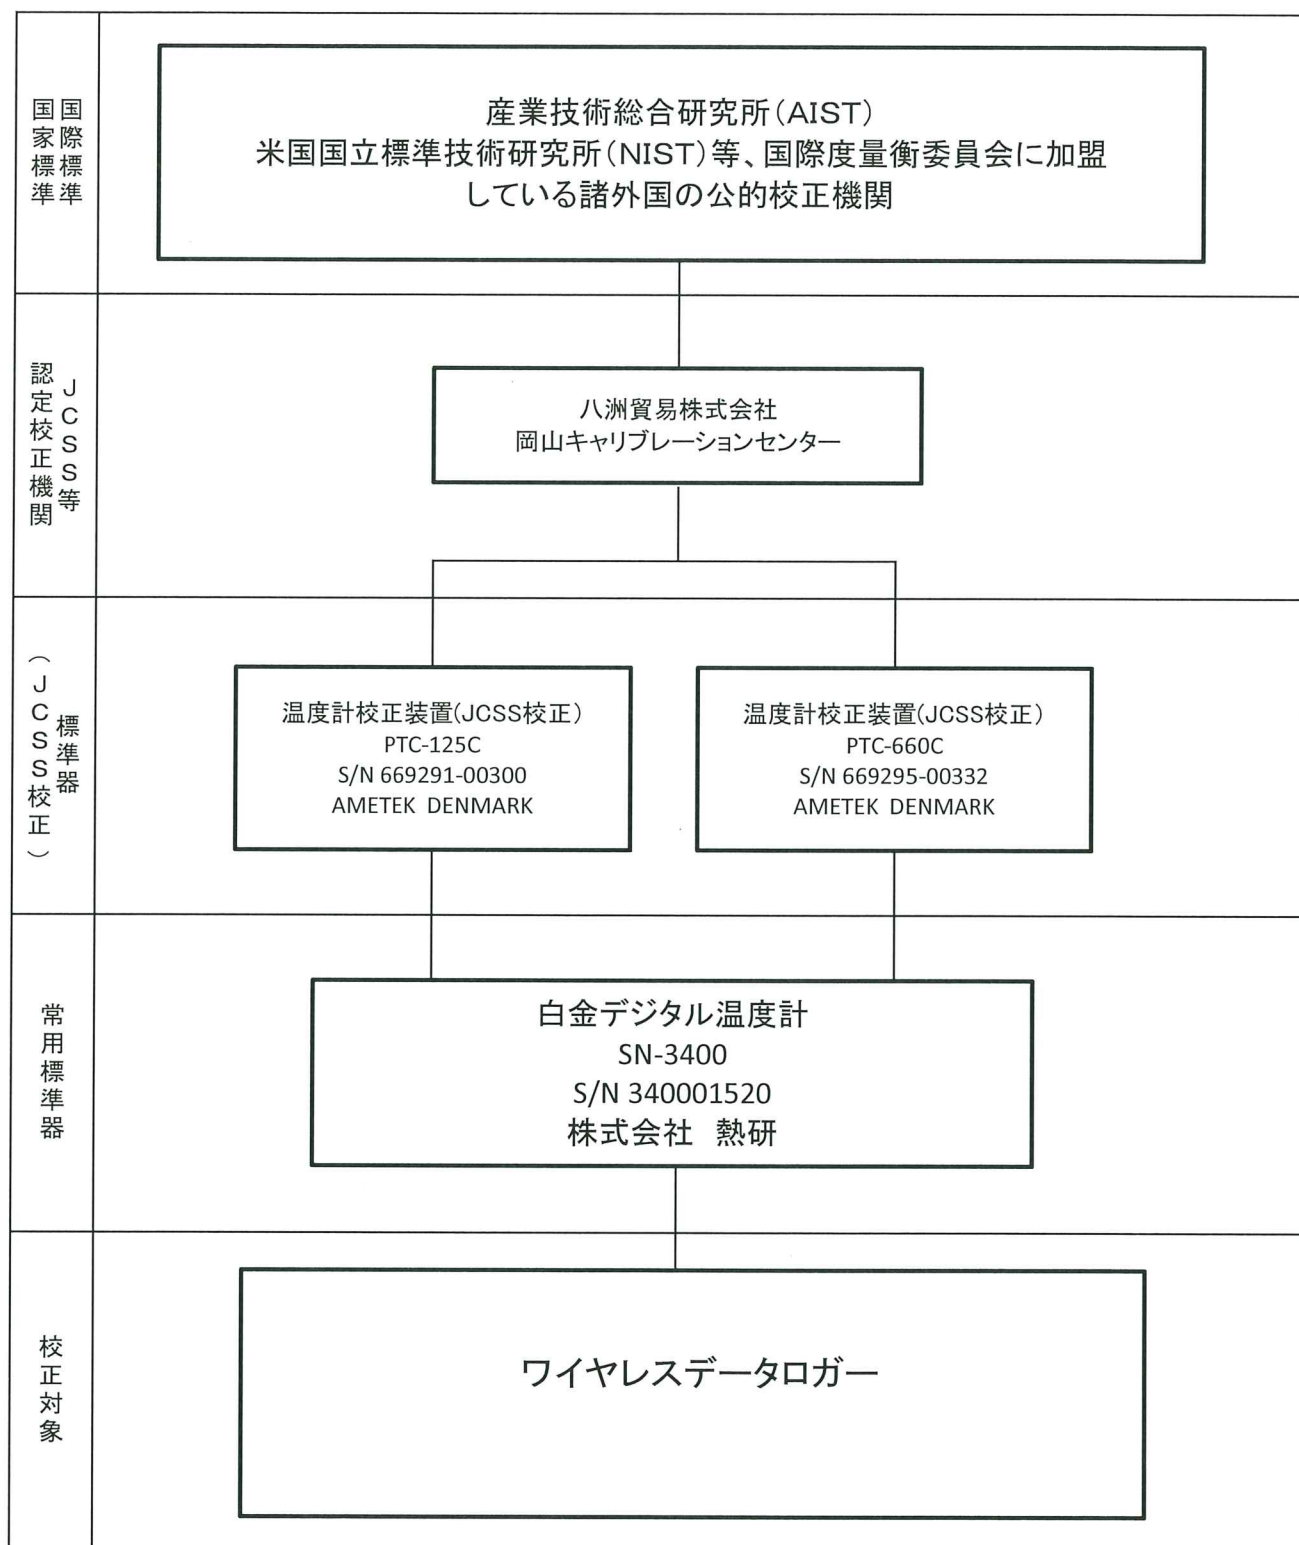 国際標準
国家標準
産業技術総合研究所(AIST)
米国国立標準技術研究所(NIST)等、国際度量衡委員会に加盟
している諸外国の公的校正機関
JCSS等
認定校正機関
八洲貿易株式会社
岡山キャリブレーションセンター
標準器
(JCSS校正)
温度計校正装置(JCSS校正)
PTC-125C
S/N 669291-00300
AMETEK DENMARK
温度計校正装置(JCSS校正)
PTC-660C
S/N 669295-00332
AMETEK DENMARK
常用標準器
白金デジタル温度計
SN-3400
S/N 340001520
株式会社 熱研
校正対象
ワイヤレスデータロガー